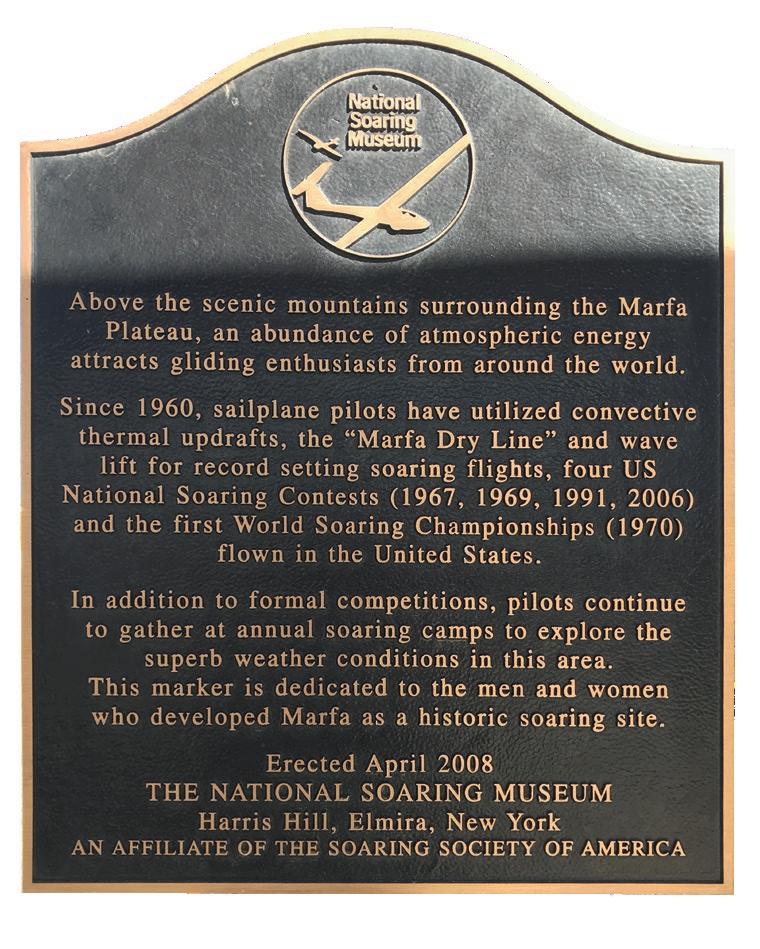 National
Soaring
Museum
Above the scenic mountains surrounding the Marfa
Plateau, an abundance of atmospheric energy
attracts gliding enthusiasts from around the world.
Since 1960, sailplane pilots have utilized convective
thermal updrafts, the “Marfa Dry Line” and wave
lift for record setting soaring flights, four US
National Soaring Contests (1967, 1969, 1991, 2006)
and the first World Soaring Championships (1970)
flown in the United States.
In addition to formal competitions, pilots continue
to gather at annual soaring camps to explore the
superb weather conditions in this area.
This marker is dedicated to the men and women
who developed Marfa as a historic soaring site.
Erected April 2008
THE NATIONAL SOARING MUSEUM
Harris Hill, Elmira, New York
AN AFFILIATE OF THE SOARING SOCIETY OF AMERICA